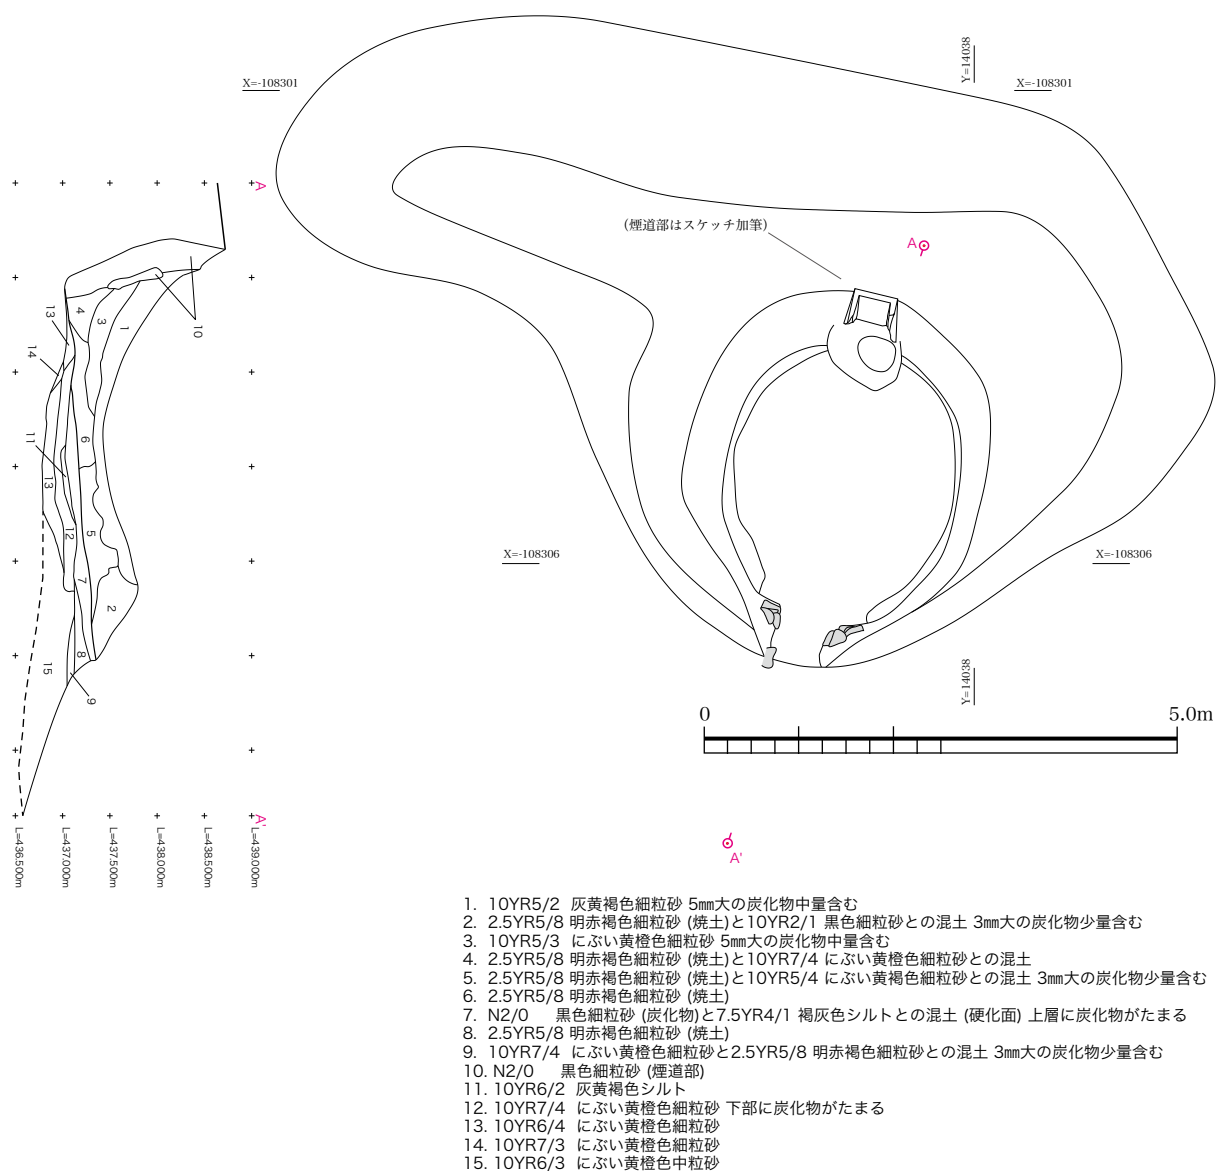 X=-108301
Y=14038
X=-108301
A
(煙道部はスケッチ加筆)
A
13
4
3
1
10
14
11
6
13
12
5
7
2
8
15
9
X=-108306
X=-108306
Y=14038
0
5.0m
A'
L=436.500m
L=437.000m
L=437.500m
L=438.000m
L=438.500m
L=439.000m
A'
1. 10YR5/2 灰黄褐色細粒砂 5㎜大の炭化物中量含む
2. 2.5YR5/8 明赤褐色細粒砂 (焼土)と10YR2/1 黒色細粒砂との混土 3㎜大の炭化物少量含む
3. 10YR5/3 にぶい黄橙色細粒砂 5㎜大の炭化物中量含む
4. 2.5YR5/8 明赤褐色細粒砂 (焼土)と10YR7/4 にぶい黄橙色細粒砂との混土
5. 2.5YR5/8 明赤褐色細粒砂 (焼土)と10YR5/4 にぶい黄褐色細粒砂との混土 3㎜大の炭化物少量含む
6. 2.5YR5/8 明赤褐色細粒砂 (焼土)
7. N2/0 黒色細粒砂 (炭化物)と7.5YR4/1 褐灰色シルトとの混土 (硬化面) 上層に炭化物がたまる
8. 2.5YR5/8 明赤褐色細粒砂 (焼土)
9. 10YR7/4 にぶい黄橙色細粒砂と2.5YR5/8 明赤褐色細粒砂との混土 3㎜大の炭化物少量含む
10. N2/0 黒色細粒砂 (煙道部)
11. 10YR6/2 灰黄褐色シルト
12. 10YR7/4 にぶい黄橙色細粒砂 下部に炭化物がたまる
13. 10YR6/4 にぶい黄橙色細粒砂
14. 10YR7/3 にぶい黄橙色細粒砂
15. 10YR6/3 にぶい黄橙色中粒砂